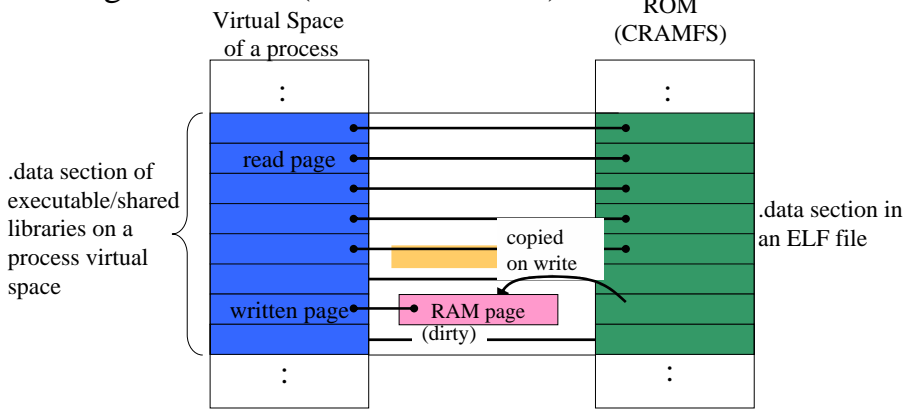 Virtual Space
of a process
ROM
(CRAMFS)
:
:
.data section of
executable/shared
libraries on a
process virtual
space
read page
written page
copied
on write
RAM page
(dirty)
.data section in
an ELF file
:
: